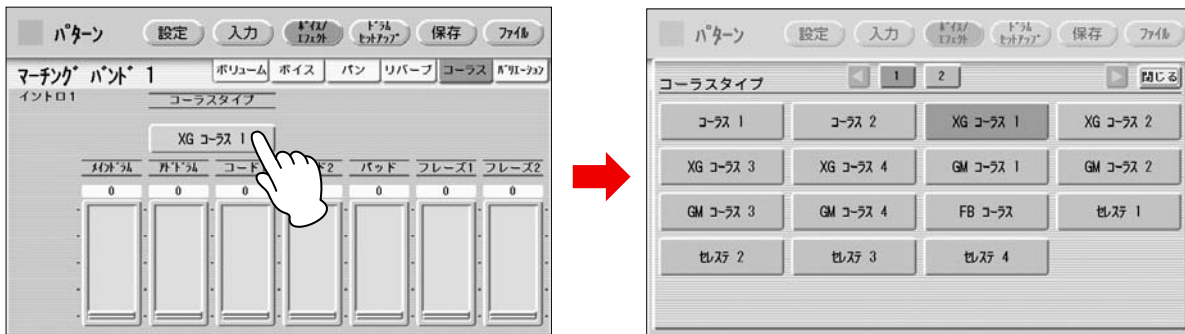 パターン 設定 入力 ボイス/エフェクト ドラムセットアップ 保存 ファイル
マーチング バンド 1 ボリューム ボイス パン リバーブ コーラス バリエーション
イントロ1 コーラスタイプ
XG コーラス 1
メインドラム アドドラム コード 2 パッド フレーズ1 フレーズ2
0 0 0 0 0 0 0
パターン 設定 入力 ボイス/エフェクト ドラムセットアップ 保存 ファイル
コーラスタイプ 1 2 閉じる
コーラス 1 コーラス 2 XG コーラス 1 XG コーラス 2
XG コーラス 3 XG コーラス 4 GM コーラス 1 GM コーラス 2
GM コーラス 3 GM コーラス 4 FB コーラス セレステ 1
セレステ 2 セレステ 3 セレステ 4